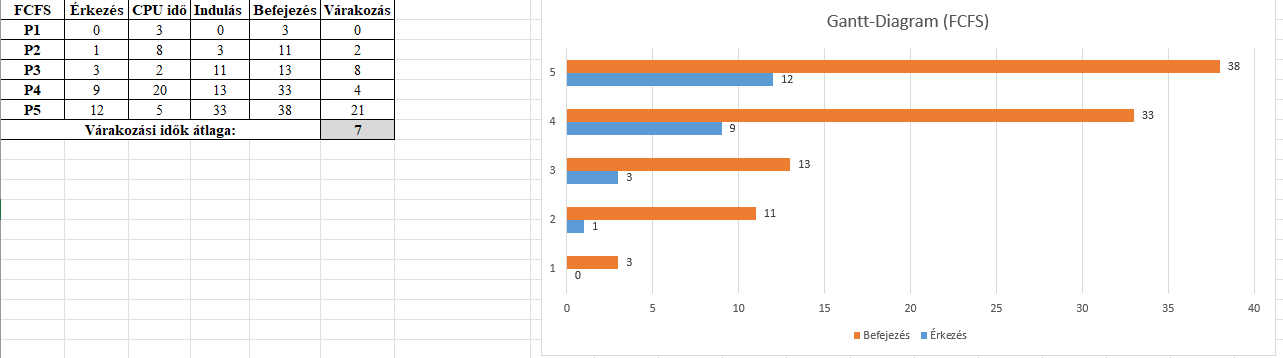 FCFS Érkezés CPU idő Indulás Befejezés Várakozás
P1 0 3 0 3 0
P2 1 8 3 11 2
P3 3 2 11 13 8
P4 9 20 13 33 4
P5 12 5 33 38 21
Várakozási idők átlaga: 7
Gantt-Diagram (FCFS)
5 38
12
4 33
9
3 13
3
2 11
1
1 3
0
0 5 10 15 20 25 30 35 40
Befejezés Érkezés